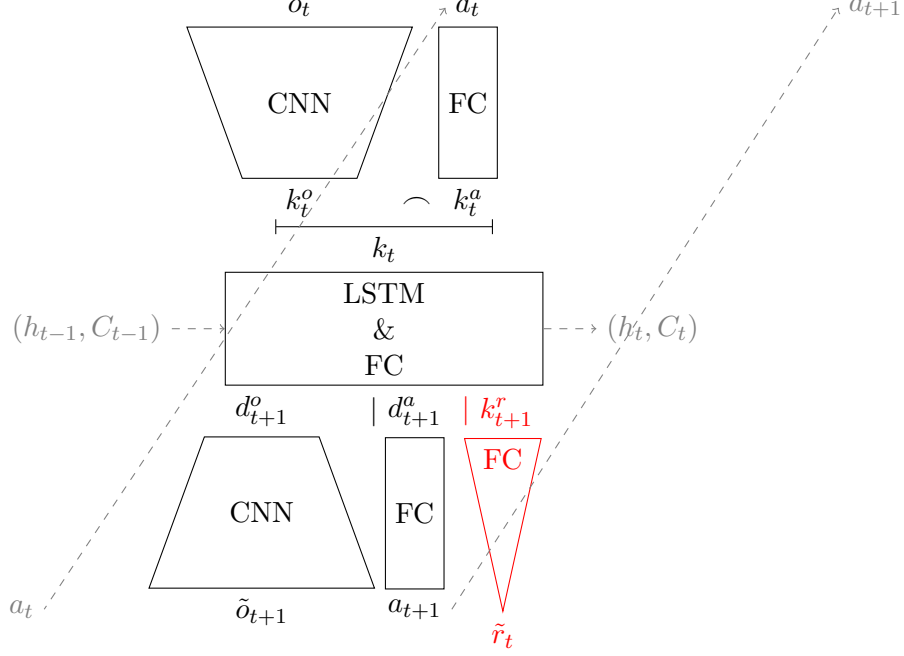 o_t a_t a_{t+1}
CNN FC
k_t^o ⌢ k_t^a
k_t
LSTM
(h_{t-1}, C_{t-1}) & (h_t, C_t)
FC
d_{t+1}^o | d_{t+1}^a | k_{t+1}^r
FC
CNN FC
a_t õ_{t+1} a_{t+1}
r̃_t